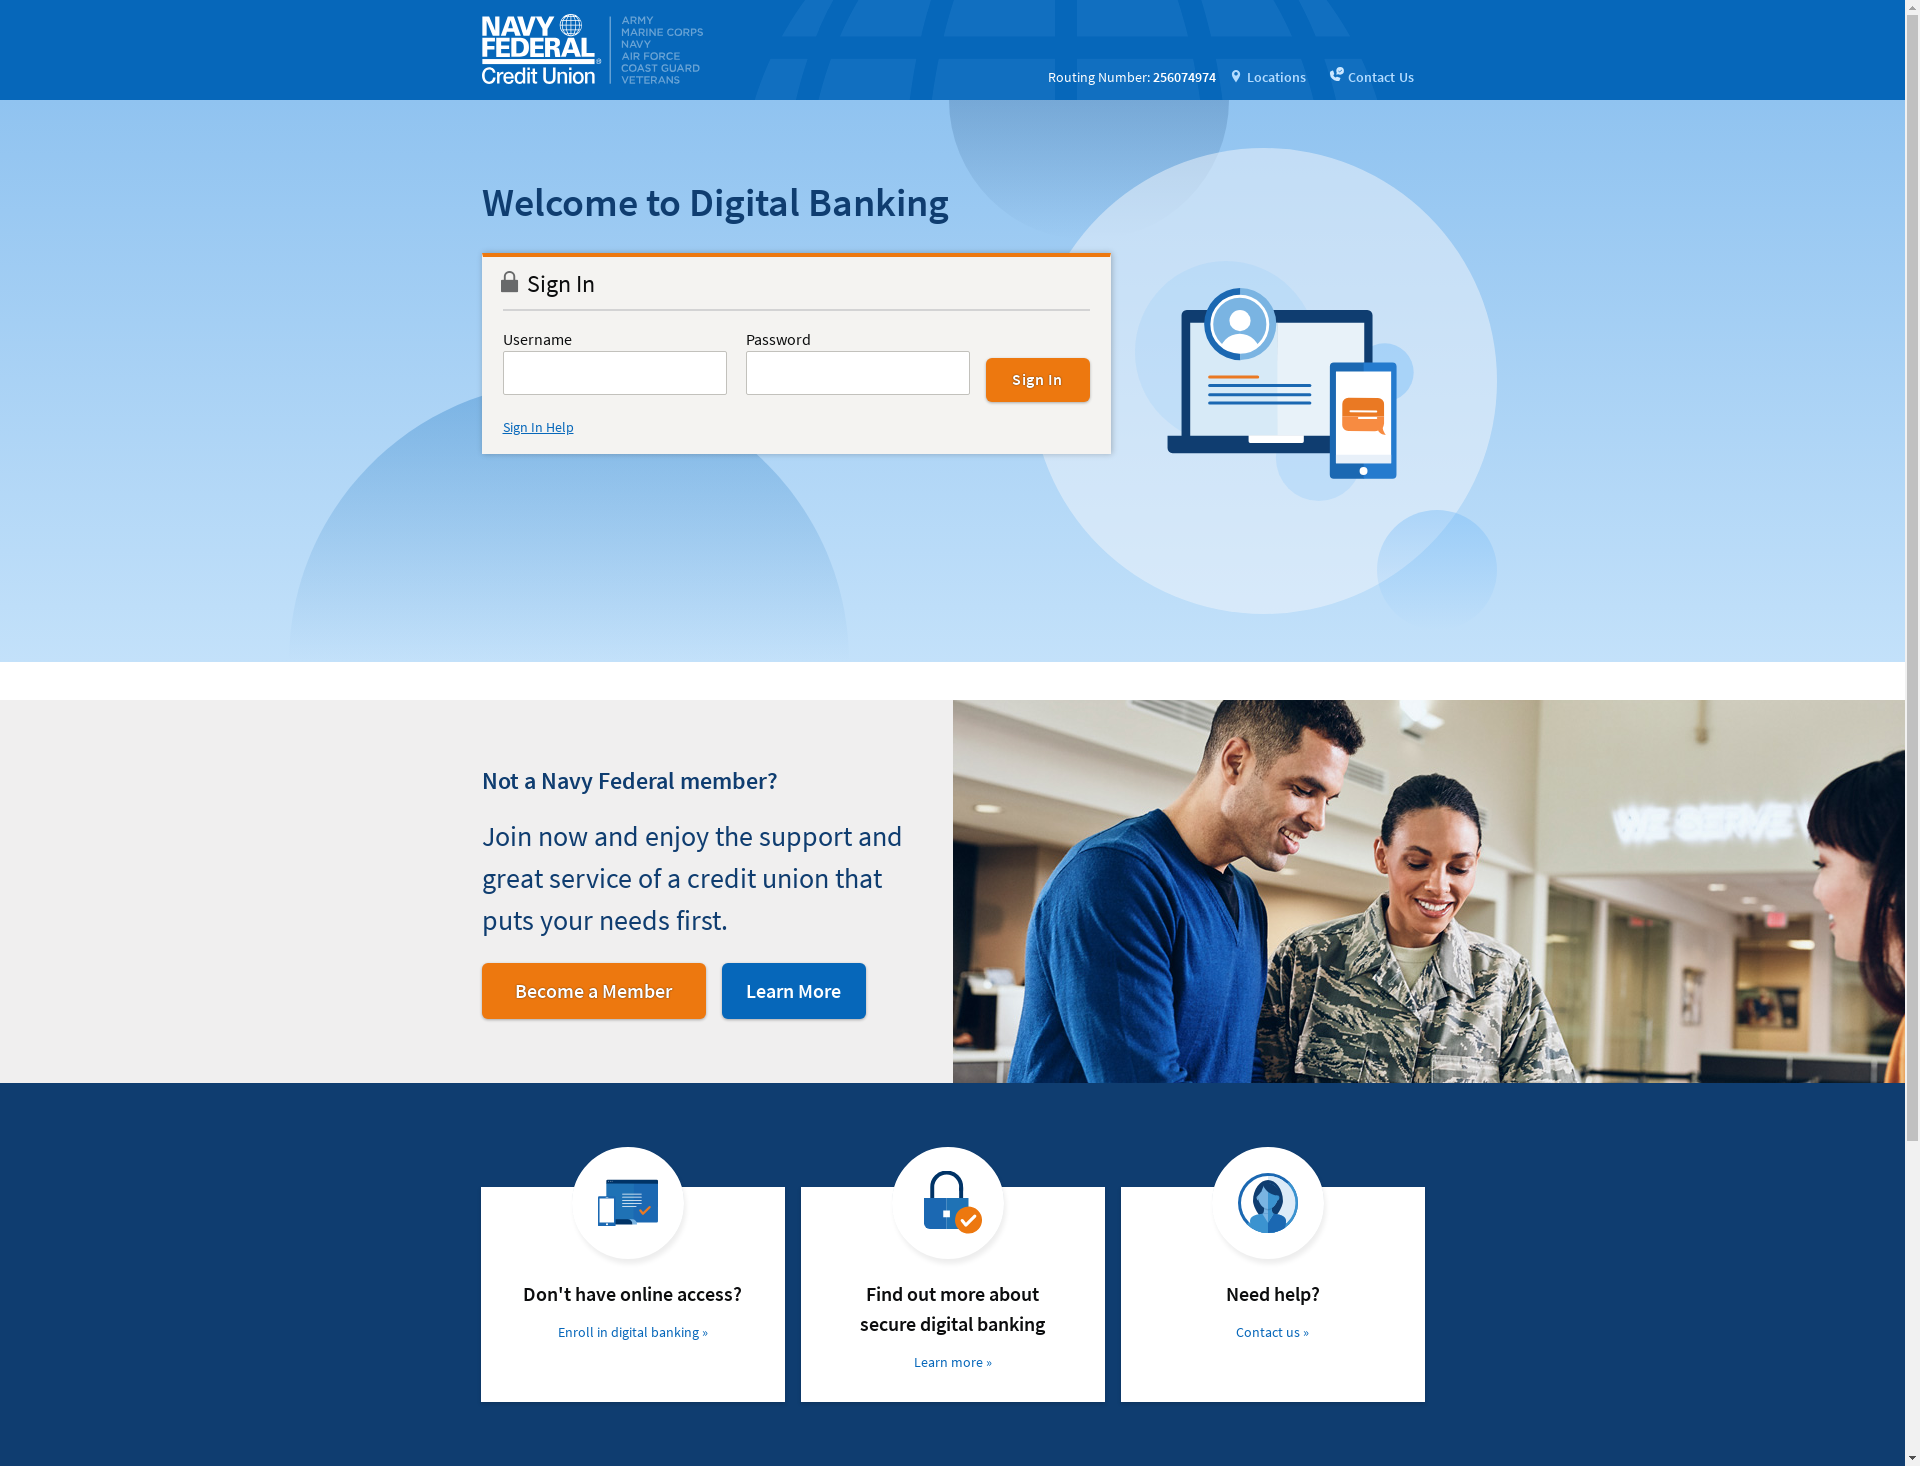 NAVY
FEDERAL
Credit Union
ARMY
MARINE CORPS
NAVY
AIR FORCE
COAST GUARD
VETERANS
Routing Number: 256074974
Locations
Contact Us
Welcome to Digital Banking
Sign In
Username
Password
Sign In
Sign In Help
Not a Navy Federal member?
Join now and enjoy the support and
great service of a credit union that
puts your needs first.
Become a Member
Learn More
WE SERVE
Don't have online access?
Enroll in digital banking »
Find out more about
secure digital banking
Learn more »
Need help?
Contact us »